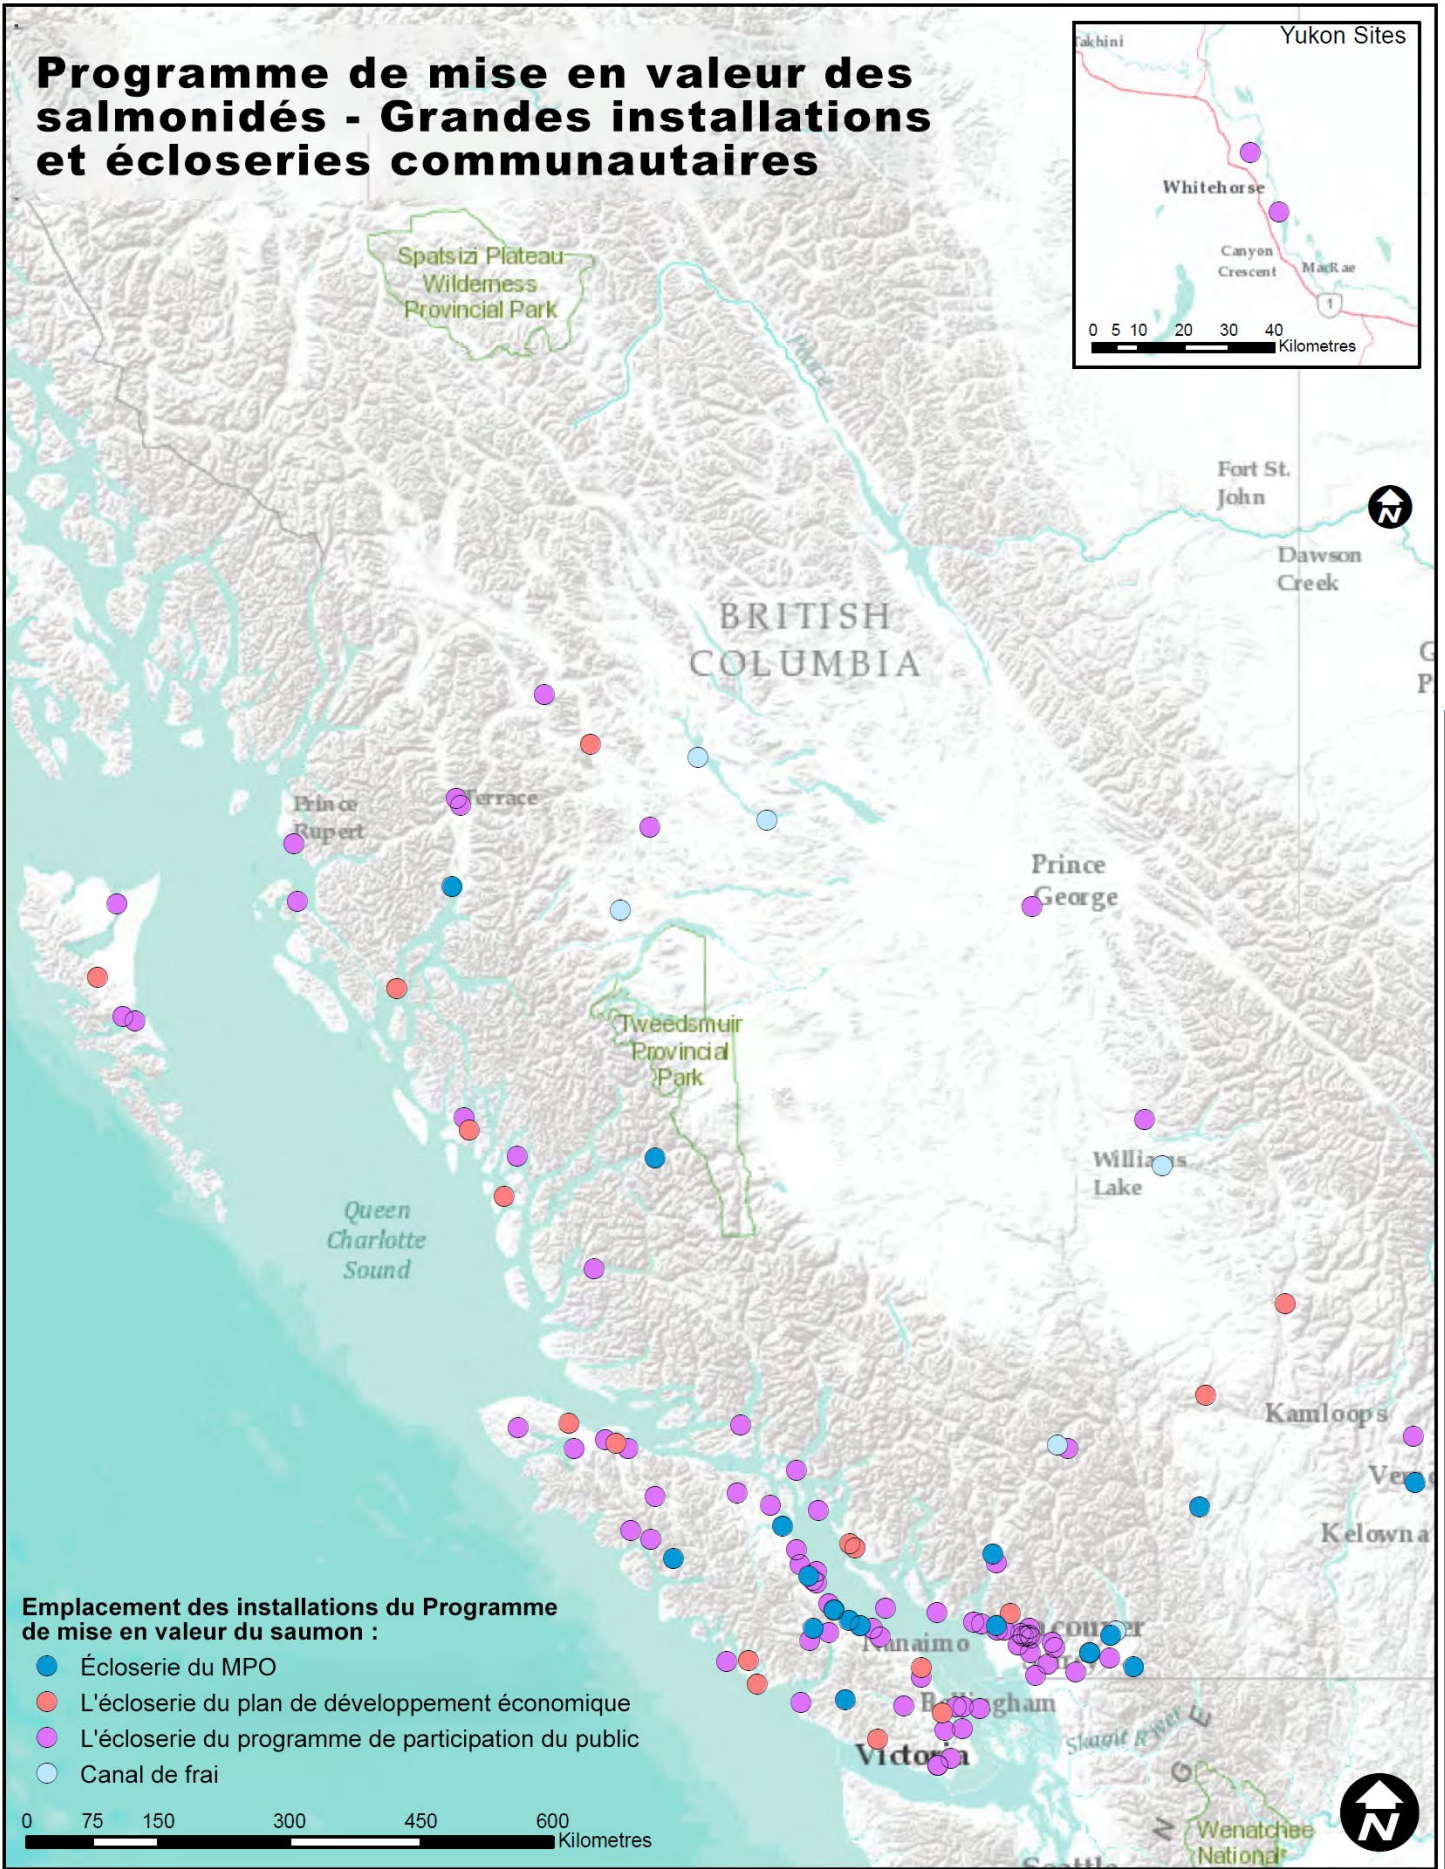 Programme de mise en valeur des
salmonidés - Grandes installations
et écloseries communautaires
Yukon Sites
Takhini
Whitehorse
Canyon
Crescent
MacRae
1
0 5 10 20 30 40
Kilometres
Spatsizi Plateau
Wilderness
Provincial Park
Peace
Fort St.
John
N
Dawson
Creek
BRITISH
COLUMBIA
G
P
Terrace
Prince
Rupert
Prince
George
Tweedsmuir
Provincial
Park
Williams
Lake
Queen
Charlotte
Sound
Kamloops
Kelowna
Nanaimo
Bellingham
Victoria
Skagit River
Emplacement des installations du Programme
de mise en valeur du saumon :
Écloserie du MPO
L'écloserie du plan de développement économique
L'écloserie du programme de participation du public
Canal de frai
0 75 150 300 450 600
Kilometres
N G E
Wenatchee
National
Seattle
N